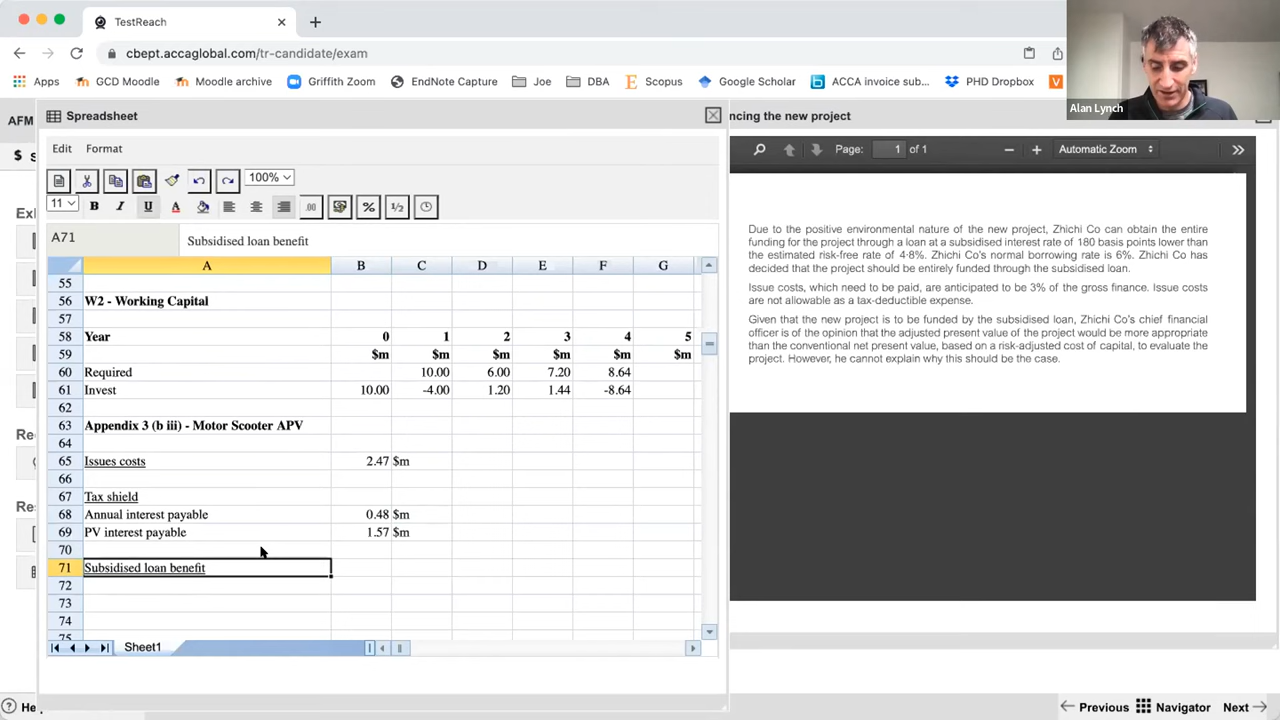 TestReach
cbept.accaglobal.com/tr-candidate/exam
Apps
GCD Moodle
Moodle archive
Griffith Zoom
EndNote Capture
Joe
DBA
Scopus
Google Scholar
ACCA invoice sub...
PHD Dropbox
Alan Lynch
AFM
Spreadsheet
ncing the new project
Edit Format
Page: 1 of 1
Automatic Zoom
100%
11
A71 Subsidised loan benefit
A B C D E F G
55
56 W2 - Working Capital
57
58 Year 0 1 2 3 4 5
59 $m $m $m $m $m $m
60 Required 10.00 6.00 7.20 8.64
61 Invest 10.00 -4.00 1.20 1.44 -8.64
62
63 Appendix 3 (b iii) - Motor Scooter APV
64
65 Issues costs 2.47 $m
66
67 Tax shield
68 Annual interest payable 0.48 $m
69 PV interest payable 1.57 $m
70
71 Subsidised loan benefit
72
73
74
75
Sheet1
Due to the positive environmental nature of the new project, Zhichi Co can obtain the entire
funding for the project through a loan at a subsidised interest rate of 180 basis points lower than
the estimated risk-free rate of 4·8%. Zhichi Co's normal borrowing rate is 6%. Zhichi Co has
decided that the project should be entirely funded through the subsidised loan.
Issue costs, which need to be paid, are anticipated to be 3% of the gross finance. Issue costs
are not allowable as a tax-deductible expense.
Given that the new project is to be funded by the subsidised loan, Zhichi Co's chief financial
officer is of the opinion that the adjusted present value of the project would be more appropriate
than the conventional net present value, based on a risk-adjusted cost of capital, to evaluate the
project. However, he cannot explain why this should be the case.
Previous
Navigator
Next